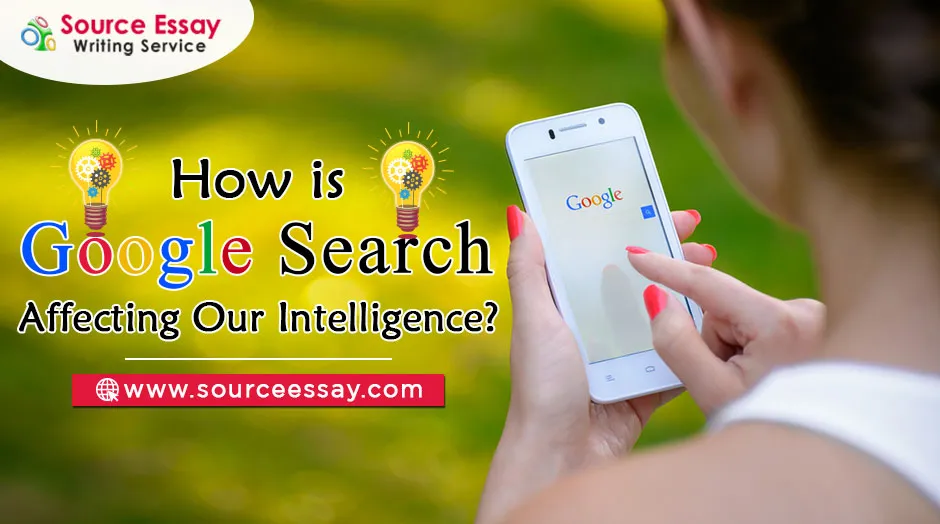 Source Essay
Writing Service
How is
Google Search
Affecting Our Intelligence?
www.sourceessay.com
Google